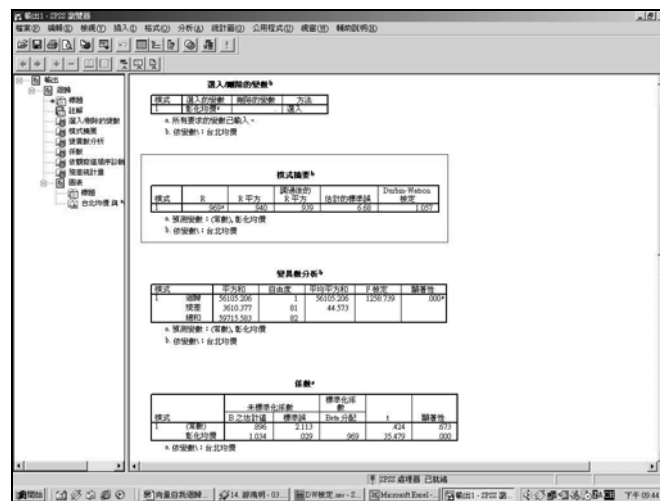 輸出1 - SPSS 瀏覽器
檔案(F) 編輯(E) 檢視(V) 插入(I) 格式(O) 分析(A) 統計圖(G) 公用程式(U) 視窗(W) 輔助說明(H)
輸出
迴歸
標題
註解
選入/刪除的變數
模式摘要
變異數分析
係數
殘差統計量
圖表
標題
台北均價 與
選入/刪除的變數 b
模式 選入的變數 刪除的變數 方法
1 彰化均價a . 選入
a. 所有要求的變數已輸入。
b. 依變數\:台北均價
模式摘要 b
模式 R R 平方 調過後的 R 平方 估計的標準誤 Durbin-Watson 檢定
1 .969a .940 .939 6.68 1.057
a. 預測變數:(常數), 彰化均價
b. 依變數\:台北均價
變異數分析 b
模式 平方和 自由度 平均平方和 F 檢定 顯著性
1 迴歸 56105.206 1 56105.206 1258.739 .000a
殘差 3610.377 81 44.573
總和 59715.583 82
a. 預測變數:(常數), 彰化均價
b. 依變數\:台北均價
係數 a
未標準化係數 標準化係數
模式 B 之估計值 標準誤 Beta 分配 t 顯著性
1 (常數) .896 2.113 .424 .673
彰化均價 1.034 .029 .969 35.479 .000
a. 依變數\:台北均價
SPSS 處理器 已就緒
開始 向量自我迴歸... DW檢定.sav - S... Microsoft Excel -... 輸出1 - SPSS 瀏... 下午 09:44